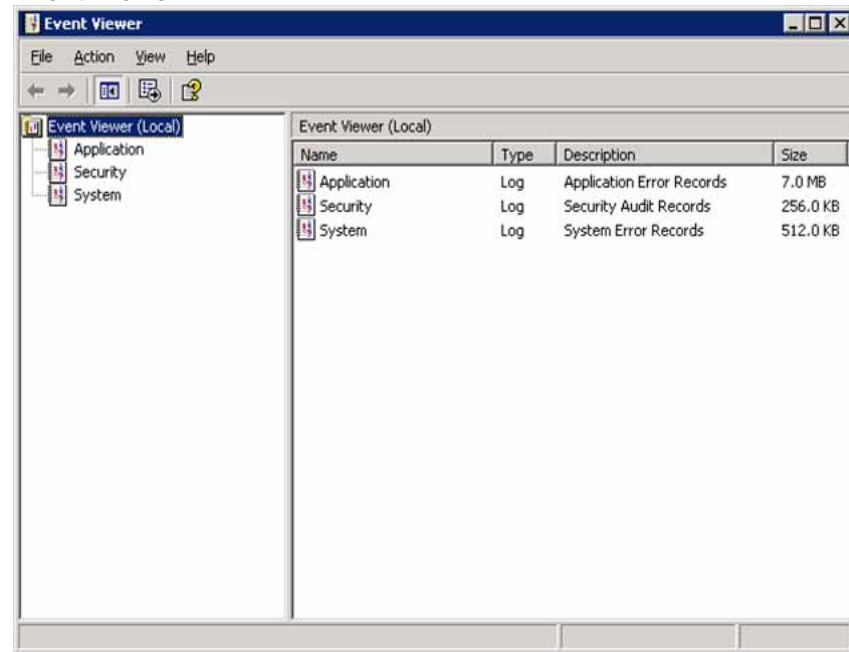 Event Viewer
File Action View Help
Event Viewer (Local)
Application
Security
System
Event Viewer (Local)
Name Type Description Size
Application Log Application Error Records 7.0 MB
Security Log Security Audit Records 256.0 KB
System Log System Error Records 512.0 KB